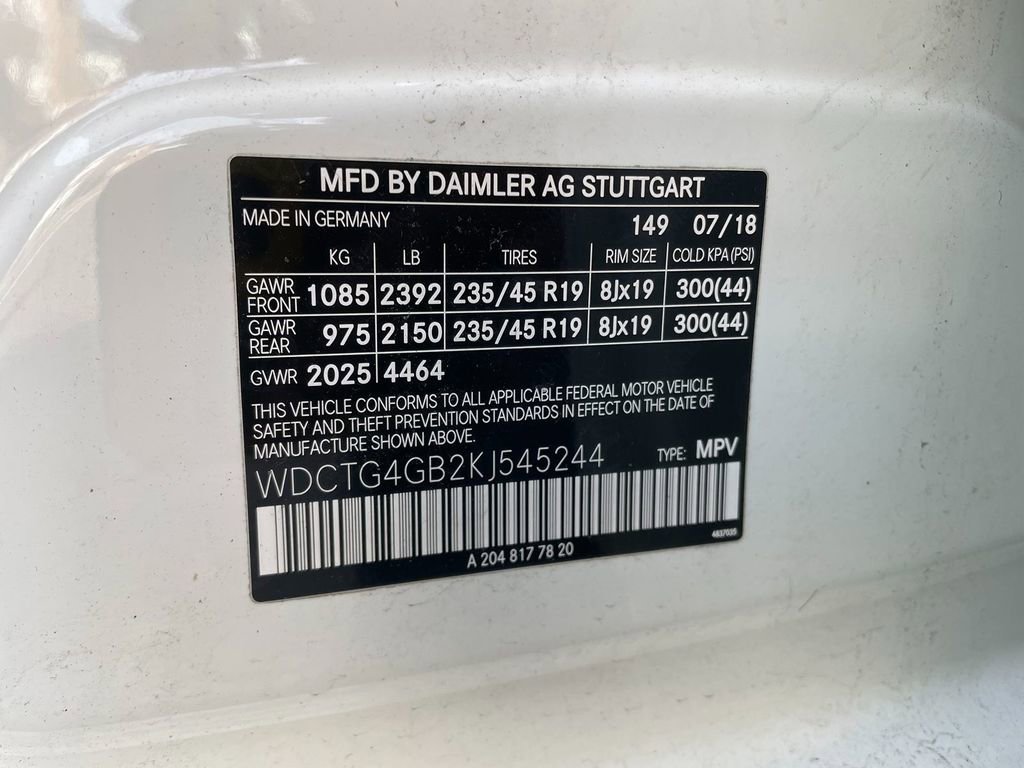 MFD BY DAIMLER AG STUTTGART
MADE IN GERMANY 149 07/18
KG LB TIRES RIM SIZE COLD KPA (PSI)
GAWR FRONT 1085 2392 235/45 R19 8Jx19 300(44)
GAWR REAR 975 2150 235/45 R19 8Jx19 300(44)
GVWR 2025 4464
THIS VEHICLE CONFORMS TO ALL APPLICABLE FEDERAL MOTOR VEHICLE
SAFETY AND THEFT PREVENTION STANDARDS IN EFFECT ON THE DATE OF
MANUFACTURE SHOWN ABOVE.
WDCTG4GB2KJ545244 TYPE: MPV
A 204 817 78 20 4837035